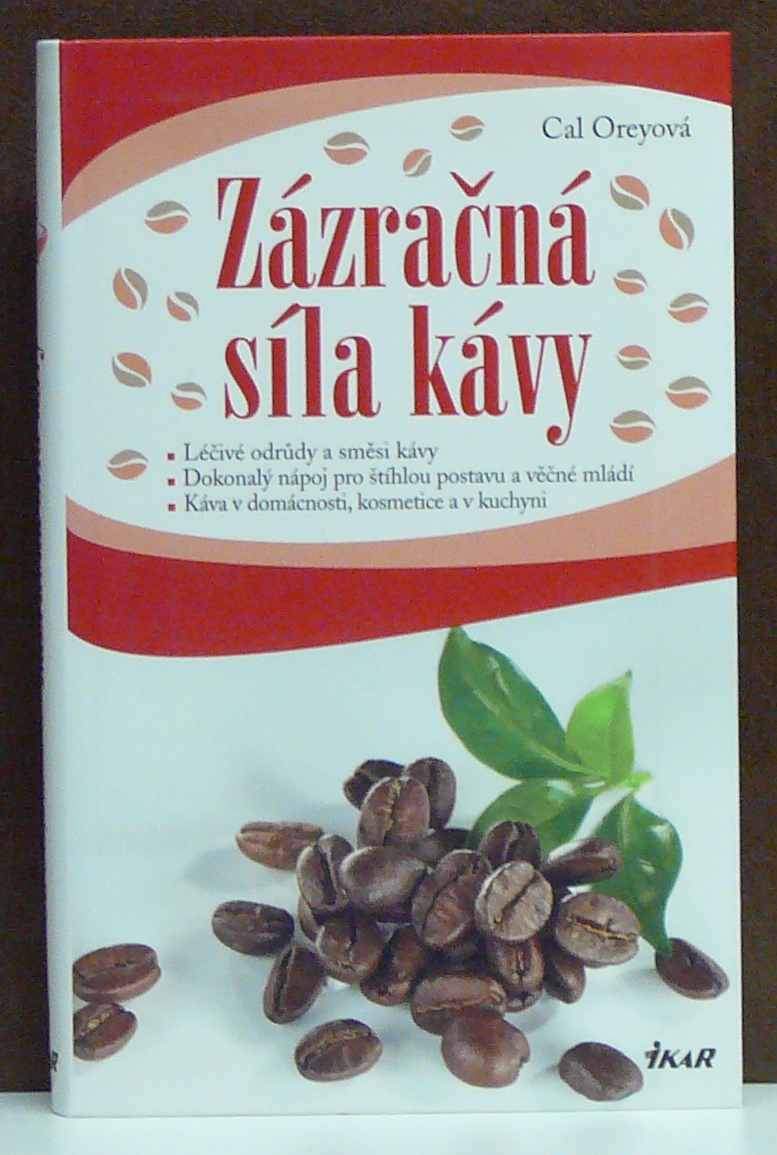 Cal Oreyová
Zázračná
síla kávy
▪ Léčivé odrůdy a směsi kávy
▪ Dokonalý nápoj pro štíhlou postavu a věčné mládí
▪ Káva v domácnosti, kosmetice a v kuchyni
IKAR